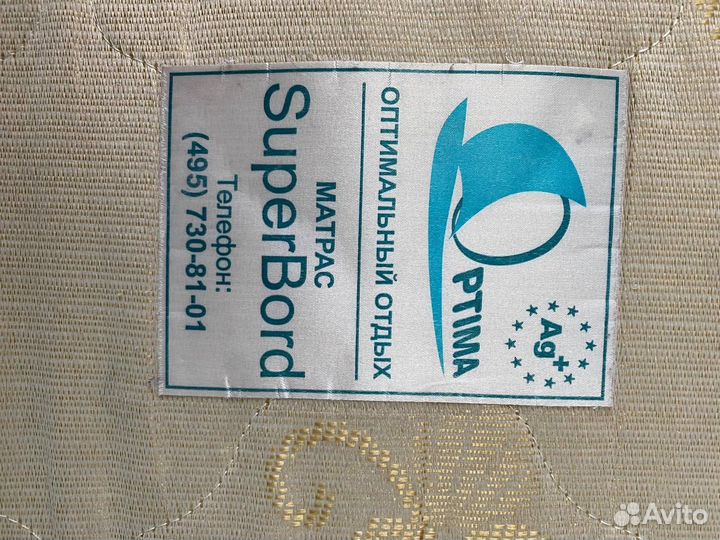 OPTIMA
Ag+
ОПТИМАЛЬНЫЙ ОТДЫХ
МАТРАС
SuperBord
Телефон:
(495) 730-81-01
Avito